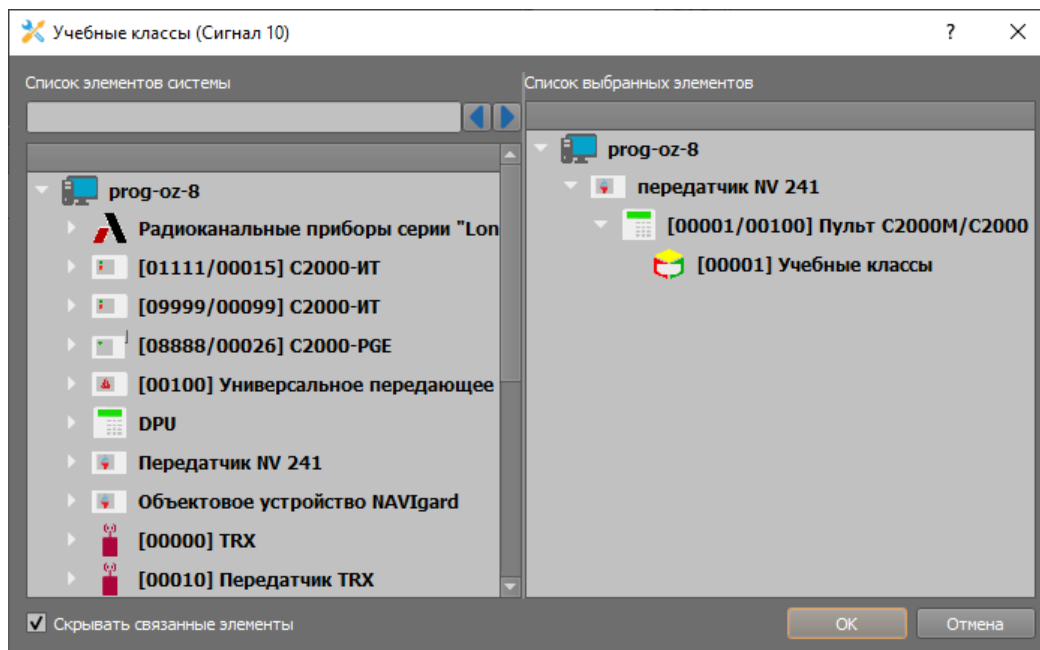 Учебные классы (Сигнал 10)
?
Список элементов системы
prog-oz-8
Радиоканальные приборы серии "Lon
[01111/00015] С2000-ИТ
[09999/00099] С2000-ИТ
[08888/00026] С2000-PGE
[00100] Универсальное передающее
DPU
Передатчик NV 241
Объектовое устройство NAVIgard
[00000] TRX
[00010] Передатчик TRX
Список выбранных элементов
prog-oz-8
передатчик NV 241
[00001/00100] Пульт С2000М/С2000
[00001] Учебные классы
Скрывать связанные элементы
OK
Отмена